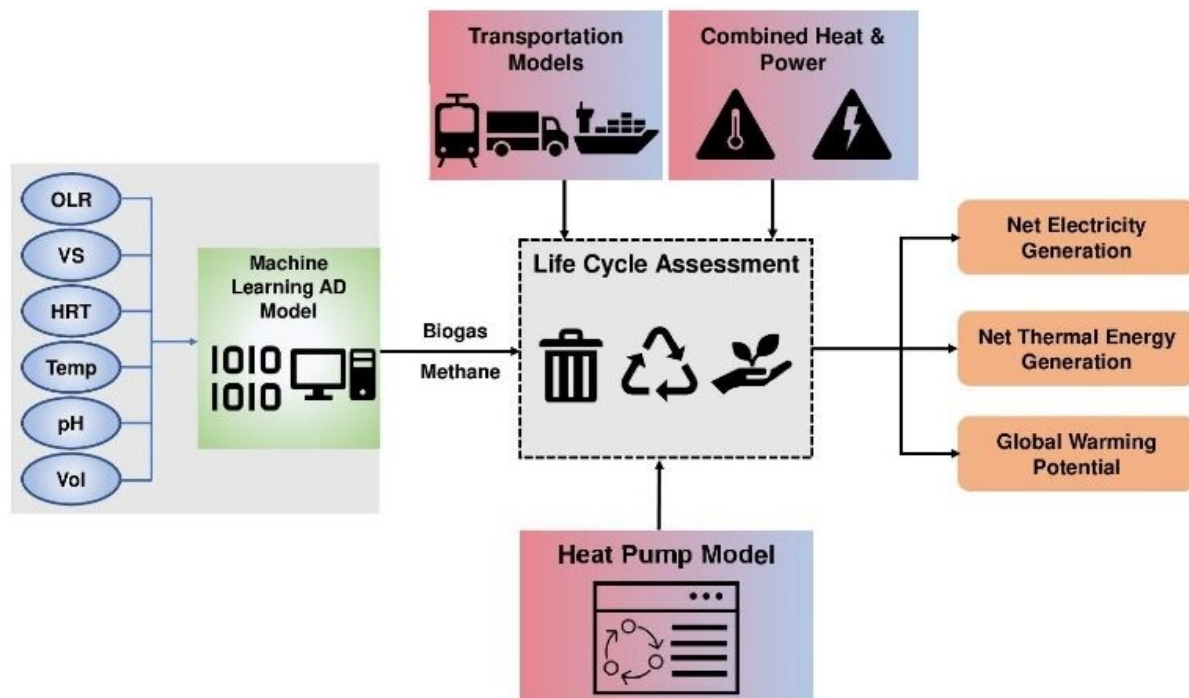 Transportation
Models
Combined Heat &
Power
OLR
VS
HRT
Temp
pH
Vol
Machine
Learning AD
Model
1010
1010
Biogas
Methane
Life Cycle Assessment
Net Electricity
Generation
Net Thermal Energy
Generation
Global Warming
Potential
Heat Pump Model